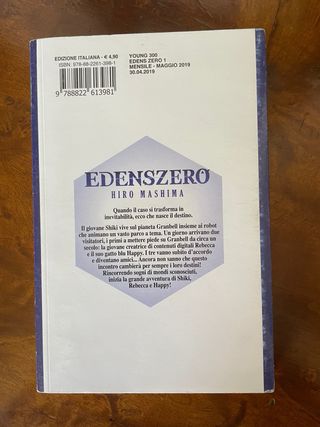 EDIZIONE ITALIANA - € 4,90
ISBN: 978-88-2261-398-1
9 788822 613981
YOUNG 300
EDENS ZERO 1
MENSILE - MAGGIO 2019
30.04.2019
EDENSZERO
HIRO MASHIMA
Quando il caso si trasforma in
inevitabilità, ecco che nasce il destino.
Il giovane Shiki vive sul pianeta Granbell insieme ai robot
che animano un vasto parco a tema. Un giorno arrivano due
visitatori, i primi a mettere piede su Granbell da circa un
secolo: la giovane creatrice di contenuti digitali Rebecca
e il suo gatto blu Happy. I tre vanno subito d'accordo
e diventano amici... Ancora non sanno che questo
incontro cambierà per sempre i loro destini!
Rincorrendo sogni di mondi sconosciuti,
inizia la grande avventura di Shiki,
Rebecca e Happy!